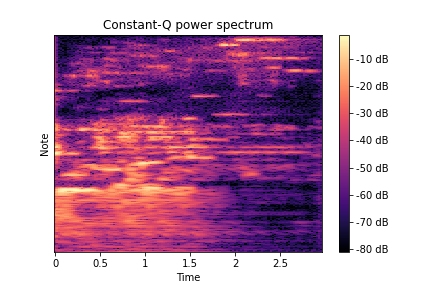 Constant-Q power spectrum
Note
-10 dB
-20 dB
-30 dB
-40 dB
-50 dB
-60 dB
-70 dB
-80 dB
0
0.5
1
1.5
2
2.5
Time